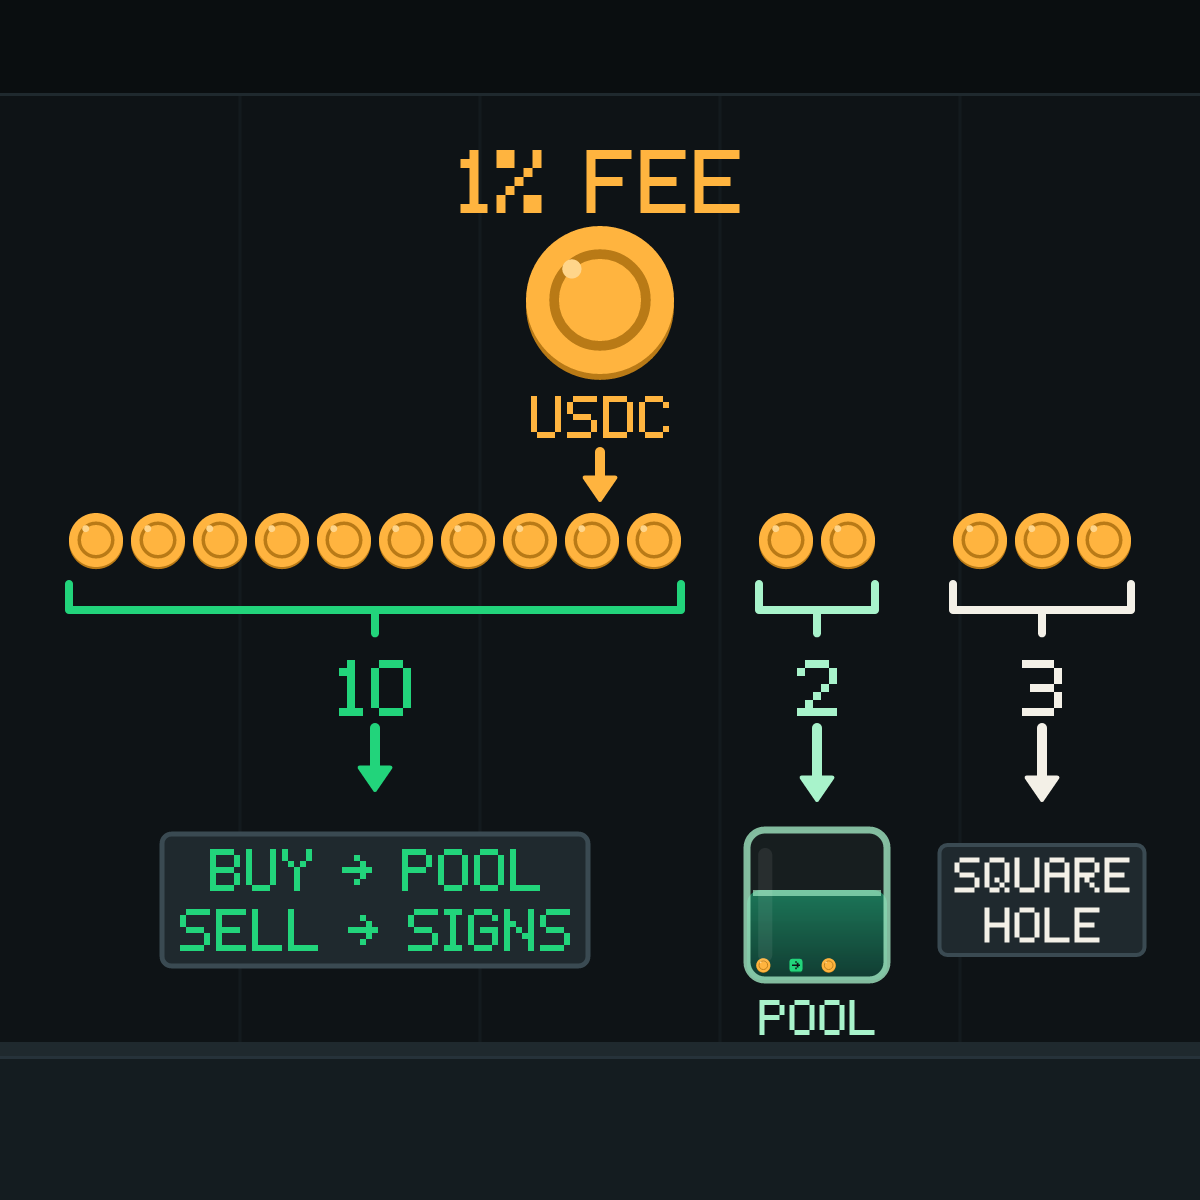 1% FEE
USDC
10
2
3
BUY → POOL
SELL → SIGNS
POOL
SQUARE
HOLE